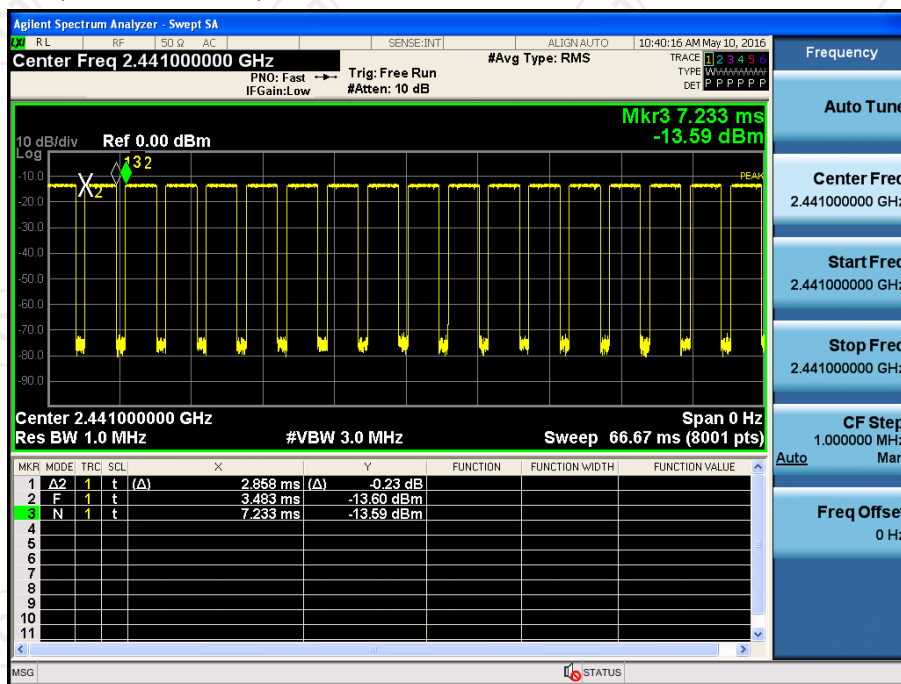 Agilent Spectrum Analyzer - Swept SA
LXI RL RF 50 Ω AC SENSE:INT ALIGN AUTO 10:40:16 AM May 10, 2016
Center Freq 2.441000000 GHz
#Avg Type: RMS
TRACE 1 2 3 4 5 6
PNO: Fast
Trig: Free Run
TYPE
IFGain:Low
#Atten: 10 dB
DET P P P P P P
Mkr3 7.233 ms
-13.59 dBm
10 dB/div Ref 0.00 dBm
Log
1 3 2
-10.0
PEAK
X2
-20.0
-30.0
-40.0
-50.0
-60.0
-70.0
-80.0
-90.0
Center 2.441000000 GHz Span 0 Hz
Res BW 1.0 MHz #VBW 3.0 MHz Sweep 66.67 ms (8001 pts)
MKR MODE TRC SCL X Y FUNCTION FUNCTION WIDTH FUNCTION VALUE
1 Δ2 1 t (Δ) 2.858 ms (Δ) -0.23 dB
2 F 1 t 3.483 ms -13.60 dBm
3 N 1 t 7.233 ms -13.59 dBm
4
5
6
7
8
9
10
11
MSG STATUS
Frequency
Auto Tune
Center Freq
2.441000000 GHz
Start Freq
2.441000000 GHz
Stop Freq
2.441000000 GHz
CF Step
1.000000 MHz
Auto Man
Freq Offset
0 Hz